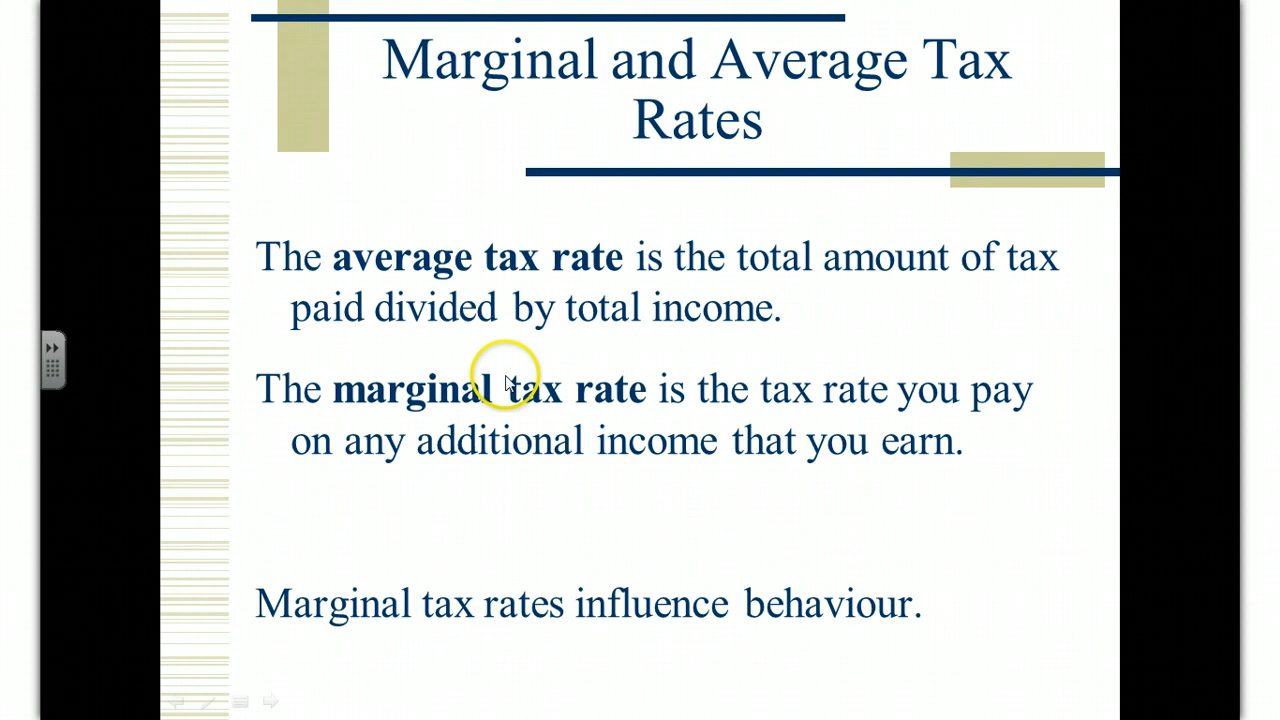 Marginal and Average Tax
Rates
The average tax rate is the total amount of tax
paid divided by total income.
The marginal tax rate is the tax rate you pay
on any additional income that you earn.
Marginal tax rates influence behaviour.